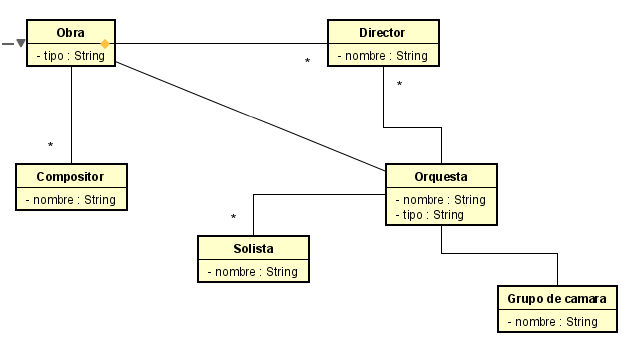 Obra
- tipo : String
Director
- nombre : String
*
*
*
Compositor
- nombre : String
Orquesta
- nombre : String
- tipo : String
*
Solista
- nombre : String
Grupo de camara
- nombre : String